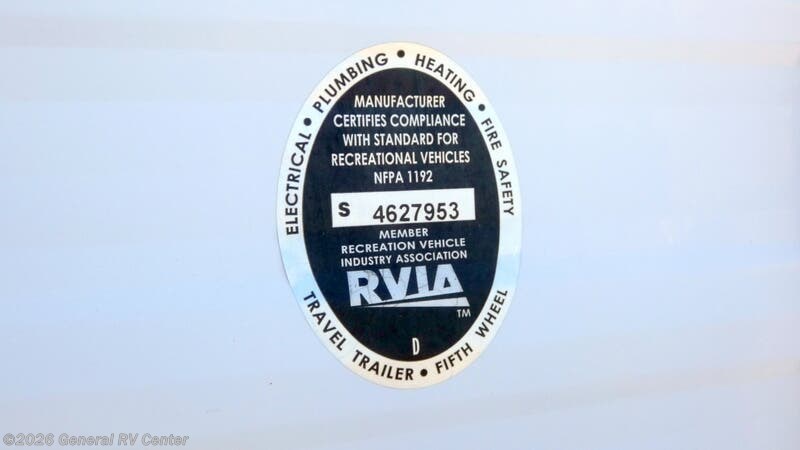 ELECTRICAL • PLUMBING • HEATING • FIRE SAFETY
MANUFACTURER
CERTIFIES COMPLIANCE
WITH STANDARD FOR
RECREATIONAL VEHICLES
NFPA 1192
S 4627953
MEMBER
RECREATION VEHICLE
INDUSTRY ASSOCIATION
RVIA
TM
D
TRAVEL TRAILER • FIFTH WHEEL
©2026 General RV Center